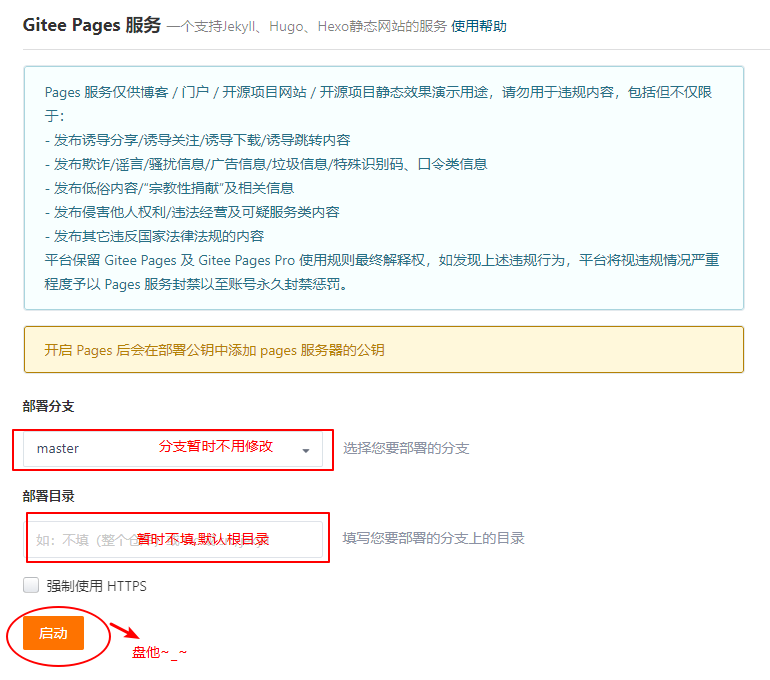 Gitee Pages 服务 一个支持Jekyll、Hugo、Hexo静态网站的服务 使用帮助
Pages 服务仅供博客 / 门户 / 开源项目网站 / 开源项目静态效果演示用途，请勿用于违规内容，包括但不仅限
于：
- 发布诱导分享/诱导关注/诱导下载/诱导跳转内容
- 发布欺诈/谣言/骚扰信息/广告信息/垃圾信息/特殊识别码、口令类信息
- 发布低俗内容/“宗教性捐献”及相关信息
- 发布侵害他人权利/违法经营及可疑服务类内容
- 发布其它违反国家法律法规的内容
平台保留 Gitee Pages 及 Gitee Pages Pro 使用规则最终解释权，如发现上述违规行为，平台将视违规情况严重
程度予以 Pages 服务封禁以至账号永久封禁惩罚。
开启 Pages 后会在部署公钥中添加 pages 服务器的公钥
部署分支
master 分支暂时不用修改 选择您要部署的分支
部署目录
如：不填（整个仓 暂时不填,默认根目录 填写您要部署的分支上的目录
强制使用 HTTPS
启动
盘他~_~